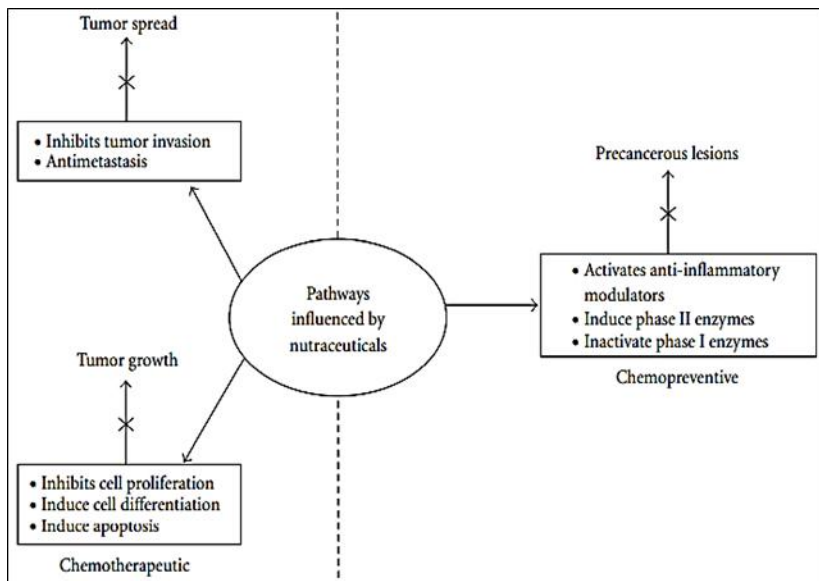 Tumor spread
• Inhibits tumor invasion
• Antimetastasis
Precancerous lesions
• Activates anti-inflammatory
modulators
• Induce phase II enzymes
• Inactivate phase I enzymes
Chemopreventive
Pathways
influenced by
nutraceuticals
Tumor growth
• Inhibits cell proliferation
• Induce cell differentiation
• Induce apoptosis
Chemotherapeutic